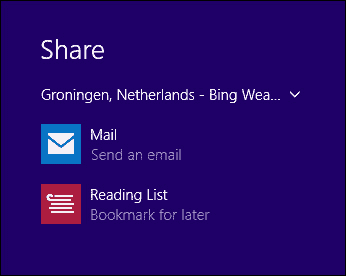 Share
Groningen, Netherlands - Bing Wea...
Mail
Send an email
Reading List
Bookmark for later